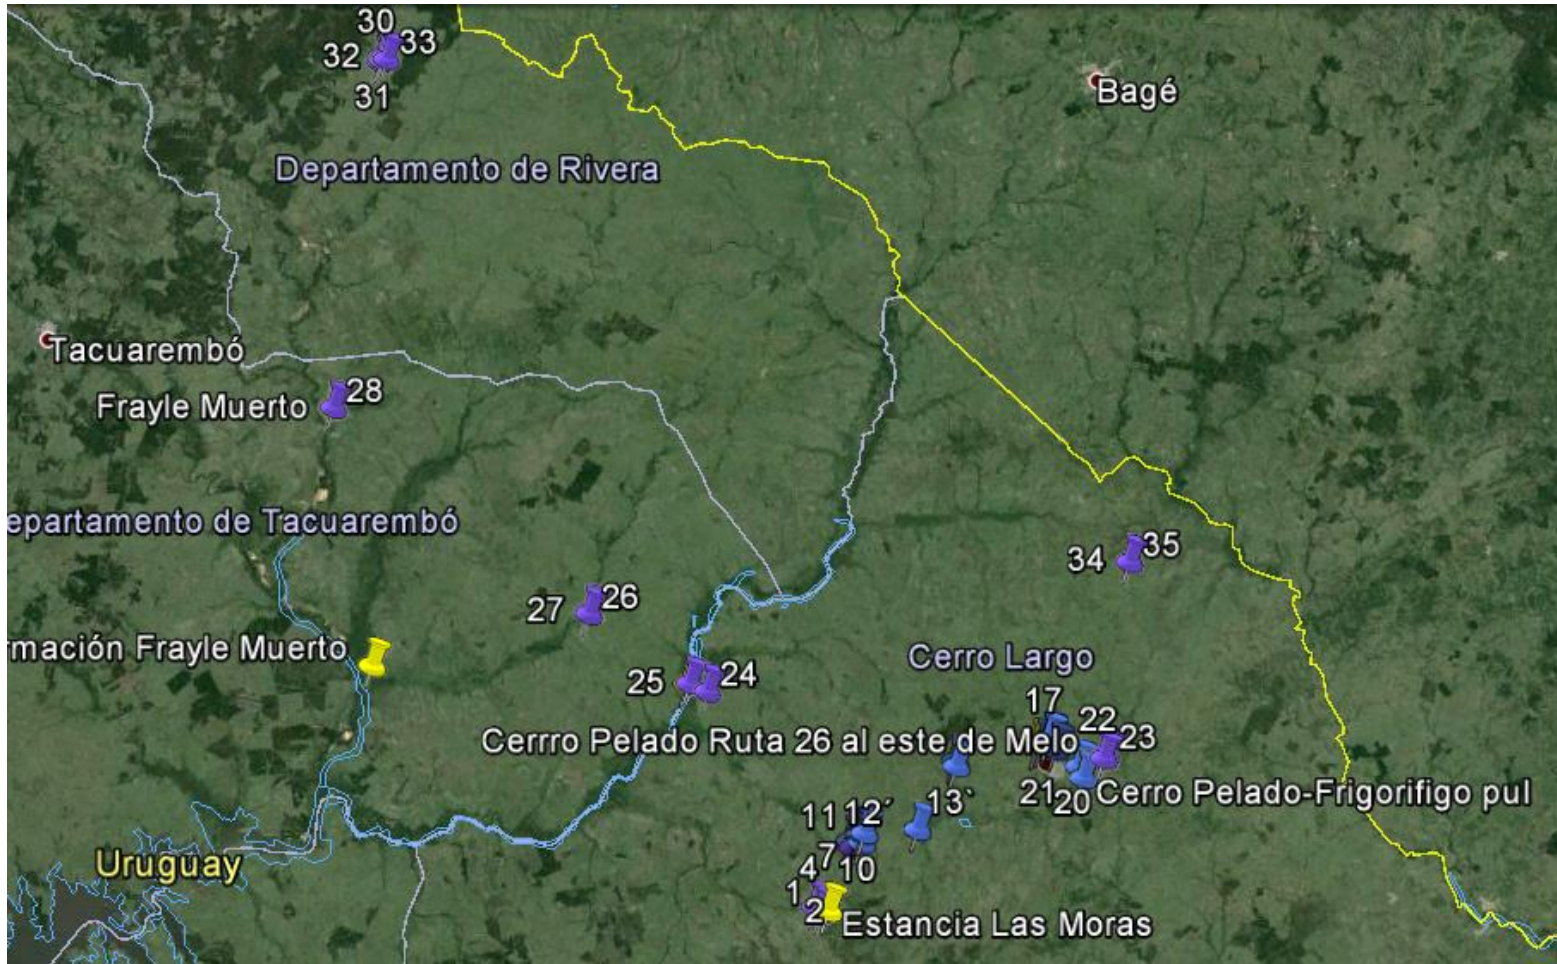 30
32
33
31
Bagé
Departamento de Rivera
Tacuarembó
Frayle Muerto
28
epartamento de Tacuarembó
34
35
27
26
rmación Frayle Muerto
Cerro Largo
25
24
17
22
Cerrro Pelado Ruta 26 al este de Melo
23
21
20
Cerro Pelado-Frigorifigo pul
11
12´
13`
7
4
10
Uruguay
1
2
Estancia Las Moras